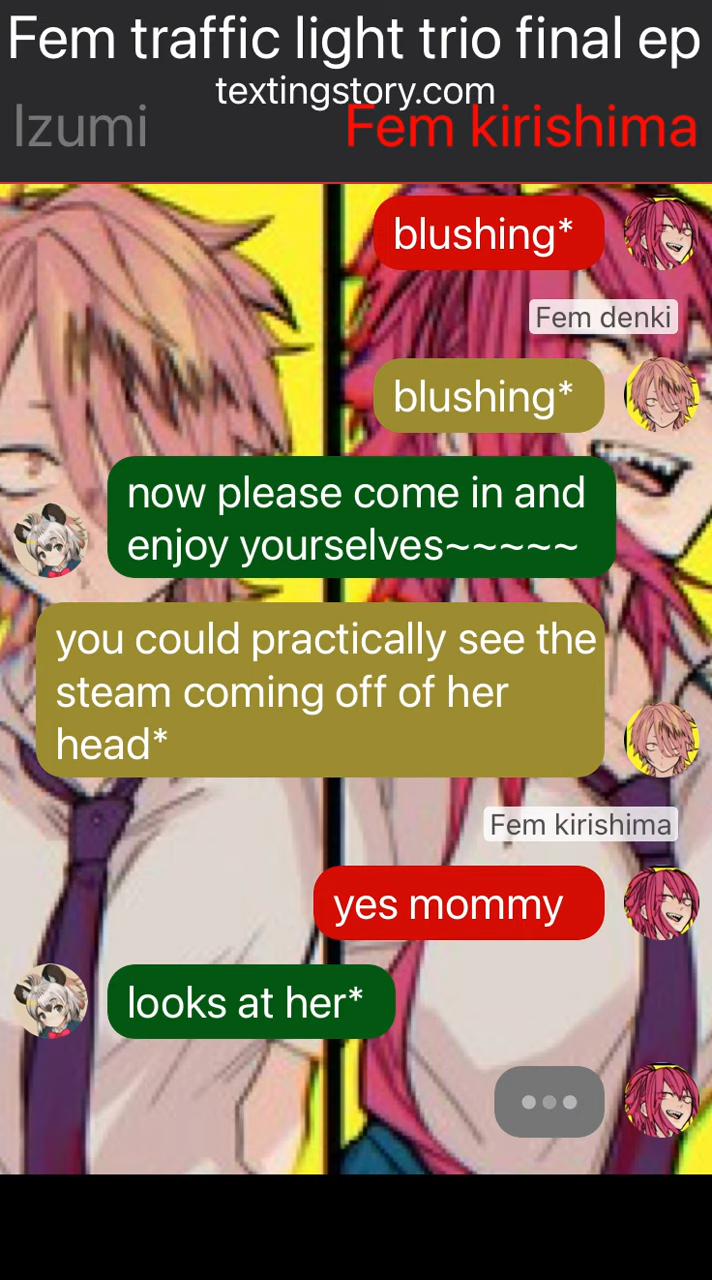 Fem traffic light trio final ep
textingstory.com
Izumi
Fem kirishima
blushing*
Fem denki
blushing*
now please come in and
enjoy yourselves~~~~~
you could practically see the
steam coming off of her
head*
Fem kirishima
yes mommy
looks at her*